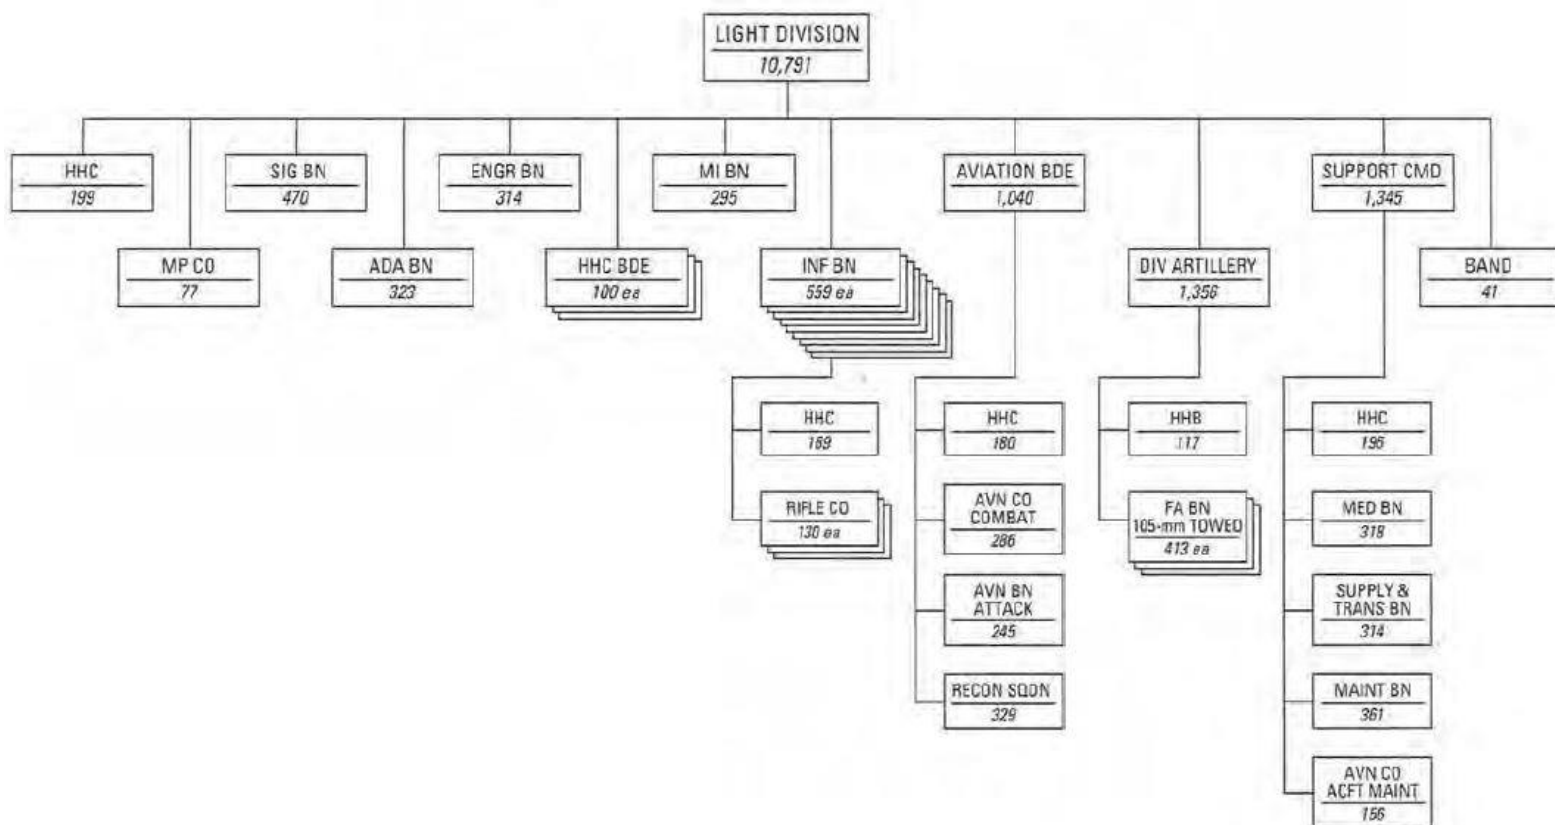 LIGHT DIVISION
10,791
HHC
199
SIG BN
470
ENGR BN
314
MI BN
295
AVIATION BDE
1,040
SUPPORT CMD
1,345
MP CO
77
ADA BN
323
HHC BDE
100 ea
INF BN
559 ea
DIV ARTILLERY
1,356
BAND
41
HHC
169
HHC
180
HHB
117
HHC
196
RIFLE CO
130 ea
AVN CO
COMBAT
286
FA BN
105-mm TOWED
413 ea
MED BN
318
AVN BN
ATTACK
245
SUPPLY &
TRANS BN
314
RECON SQDN
329
MAINT BN
361
AVN CO
ACFT MAINT
156